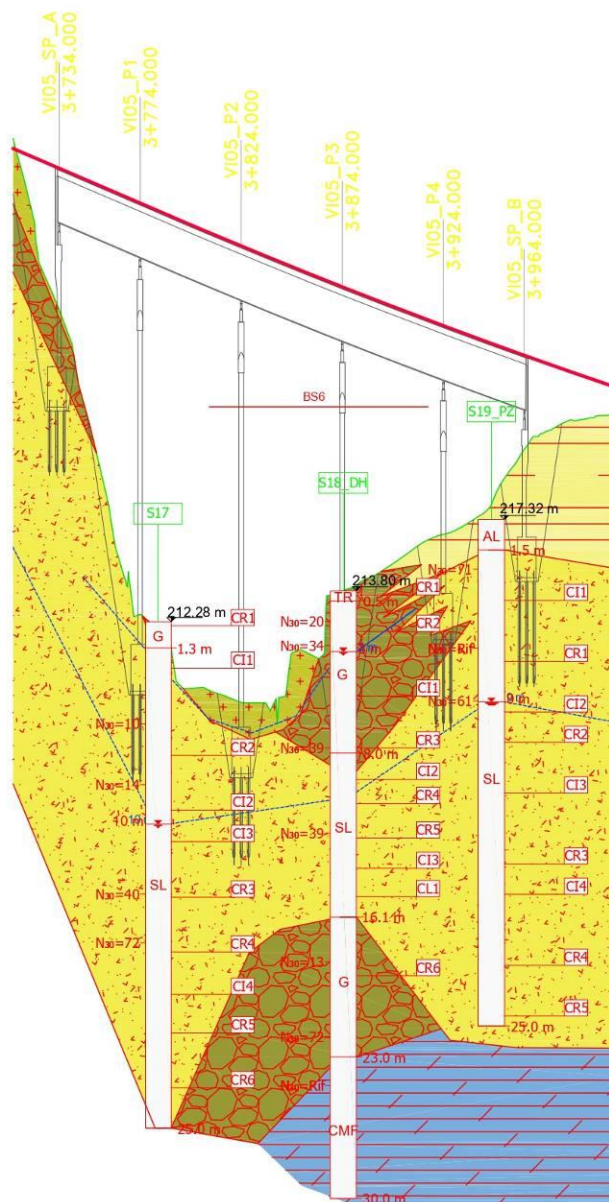 VI05_SP_A
3+734.000
VI05_P1
3+774.000
VI05_P2
3+824.000
VI05_P3
3+874.000
VI05_P4
3+924.000
VI05_SP_B
3+964.000
BS6
S17
S18_DH
S19_PZ
212.28 m
G
1.3 m
CR1
CI1
N30=10
CR2
N30=14
CI2
10 m
CI3
SL
N30=40
CR3
N30=72
CR4
CI4
CR5
CR6
25.0 m
213.80 m
TR
CR1
N30=20
CR2
N30=34
G
CI1
CR3
N30=39
8.0 m
CI2
CR4
SL
N30=39
CR5
CI3
CL1
16.1 m
N30=13
CR6
G
N30=72
23.0 m
N30=Rif
CMF
30.0 m
217.32 m
AL
1.5 m
N30=71
CI1
N30=Rif
CR1
N30=61
9 m
CI2
CR2
SL
CI3
CR3
CI4
CR4
CR5
25.0 m